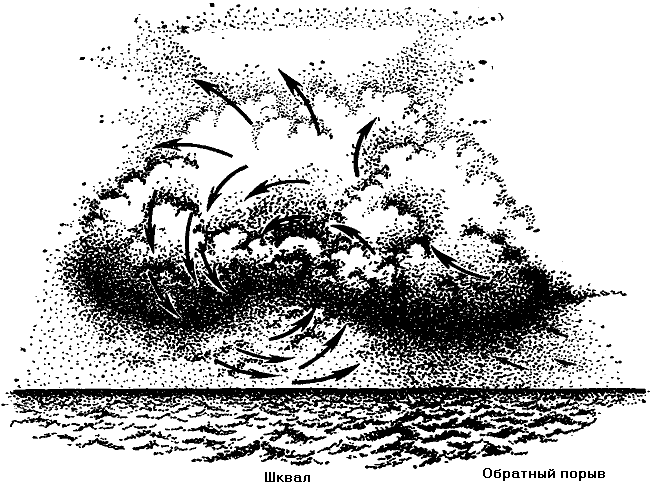 Шквал
Обратный порыв